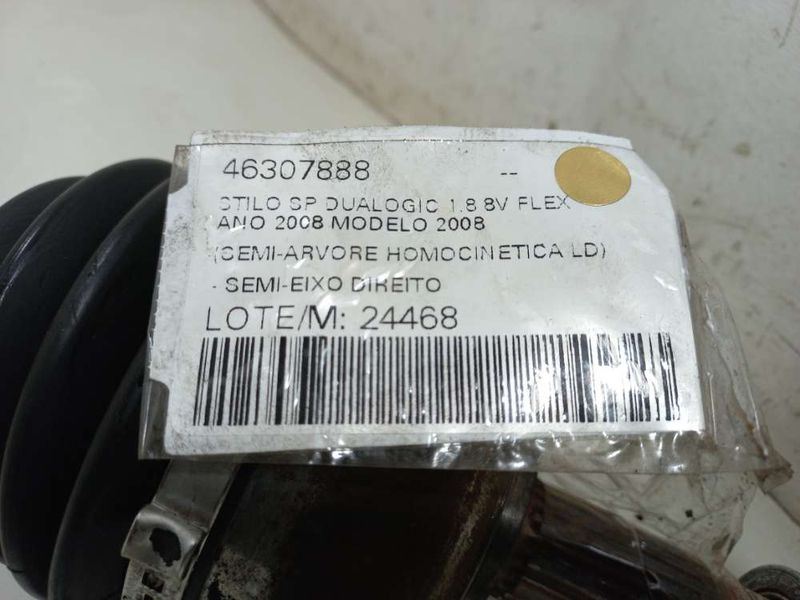 46307888 --
STILO SP DUALOGIC 1.8 8V FLEX
ANO 2008 MODELO 2008
(SEMI-ARVORE HOMOCINETICA LD)
- SEMI-EIXO DIREITO
LOTE/M: 24468